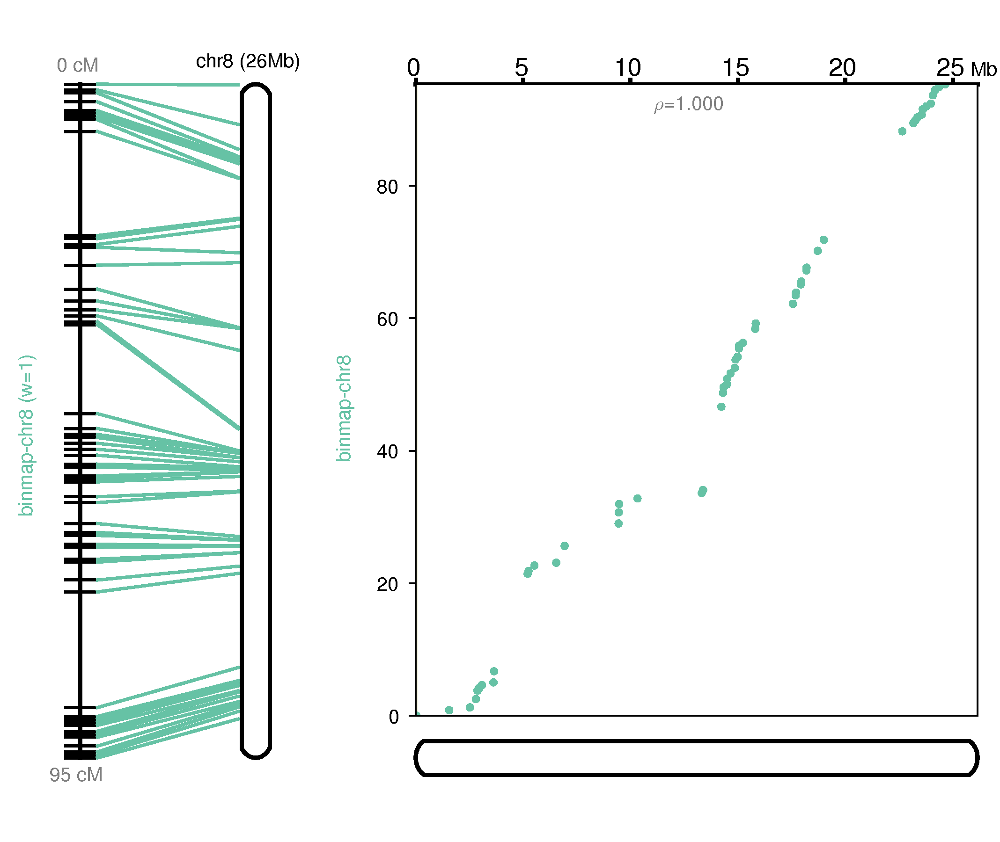 0 cM
chr8 (26Mb)
binmap-chr8 (w=1)
95 cM
0 5 10 15 20 25 Mb
ρ=1.000
80
60
binmap-chr8
40
20
0